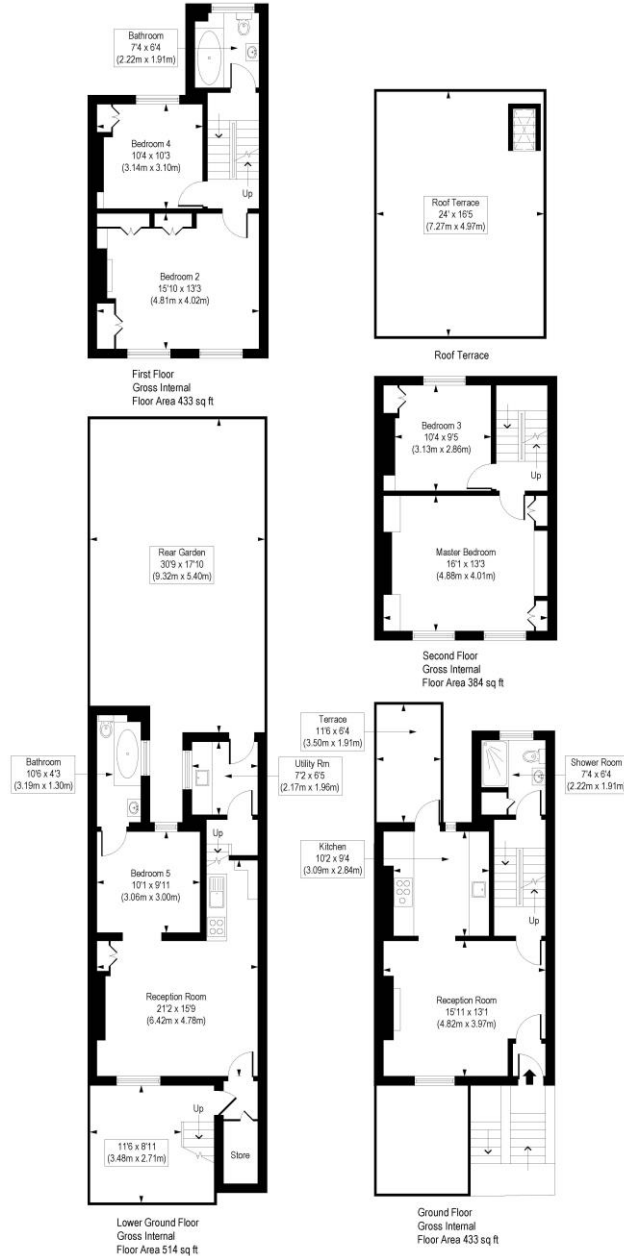 Bathroom
7'4 x 6'4
(2.22m x 1.91m)
Bedroom 4
10'4 x 10'3
(3.14m x 3.10m)
Up
Bedroom 2
15'10 x 13'3
(4.81m x 4.02m)
First Floor
Gross Internal
Floor Area 433 sq ft
Roof Terrace
24' x 16'5
(7.27m x 4.97m)
Roof Terrace
Bedroom 3
10'4 x 9'5
(3.13m x 2.86m)
Up
Master Bedroom
16'1 x 13'3
(4.88m x 4.01m)
Second Floor
Gross Internal
Floor Area 384 sq ft
Rear Garden
30'9 x 17'10
(9.32m x 5.40m)
Bathroom
10'6 x 4'3
(3.19m x 1.30m)
Utility Rm
7'2 x 6'5
(2.17m x 1.96m)
Up
Bedroom 5
10'1 x 9'11
(3.06m x 3.00m)
Reception Room
21'2 x 15'9
(6.42m x 4.78m)
Up
11'6 x 8'11
(3.48m x 2.71m)
Store
Lower Ground Floor
Gross Internal
Floor Area 514 sq ft
Terrace
11'6 x 6'4
(3.50m x 1.91m)
Shower Room
7'4 x 6'4
(2.22m x 1.91m)
Kitchen
10'2 x 9'4
(3.09m x 2.84m)
Up
Reception Room
15'11 x 13'1
(4.82m x 3.97m)
Ground Floor
Gross Internal
Floor Area 433 sq ft